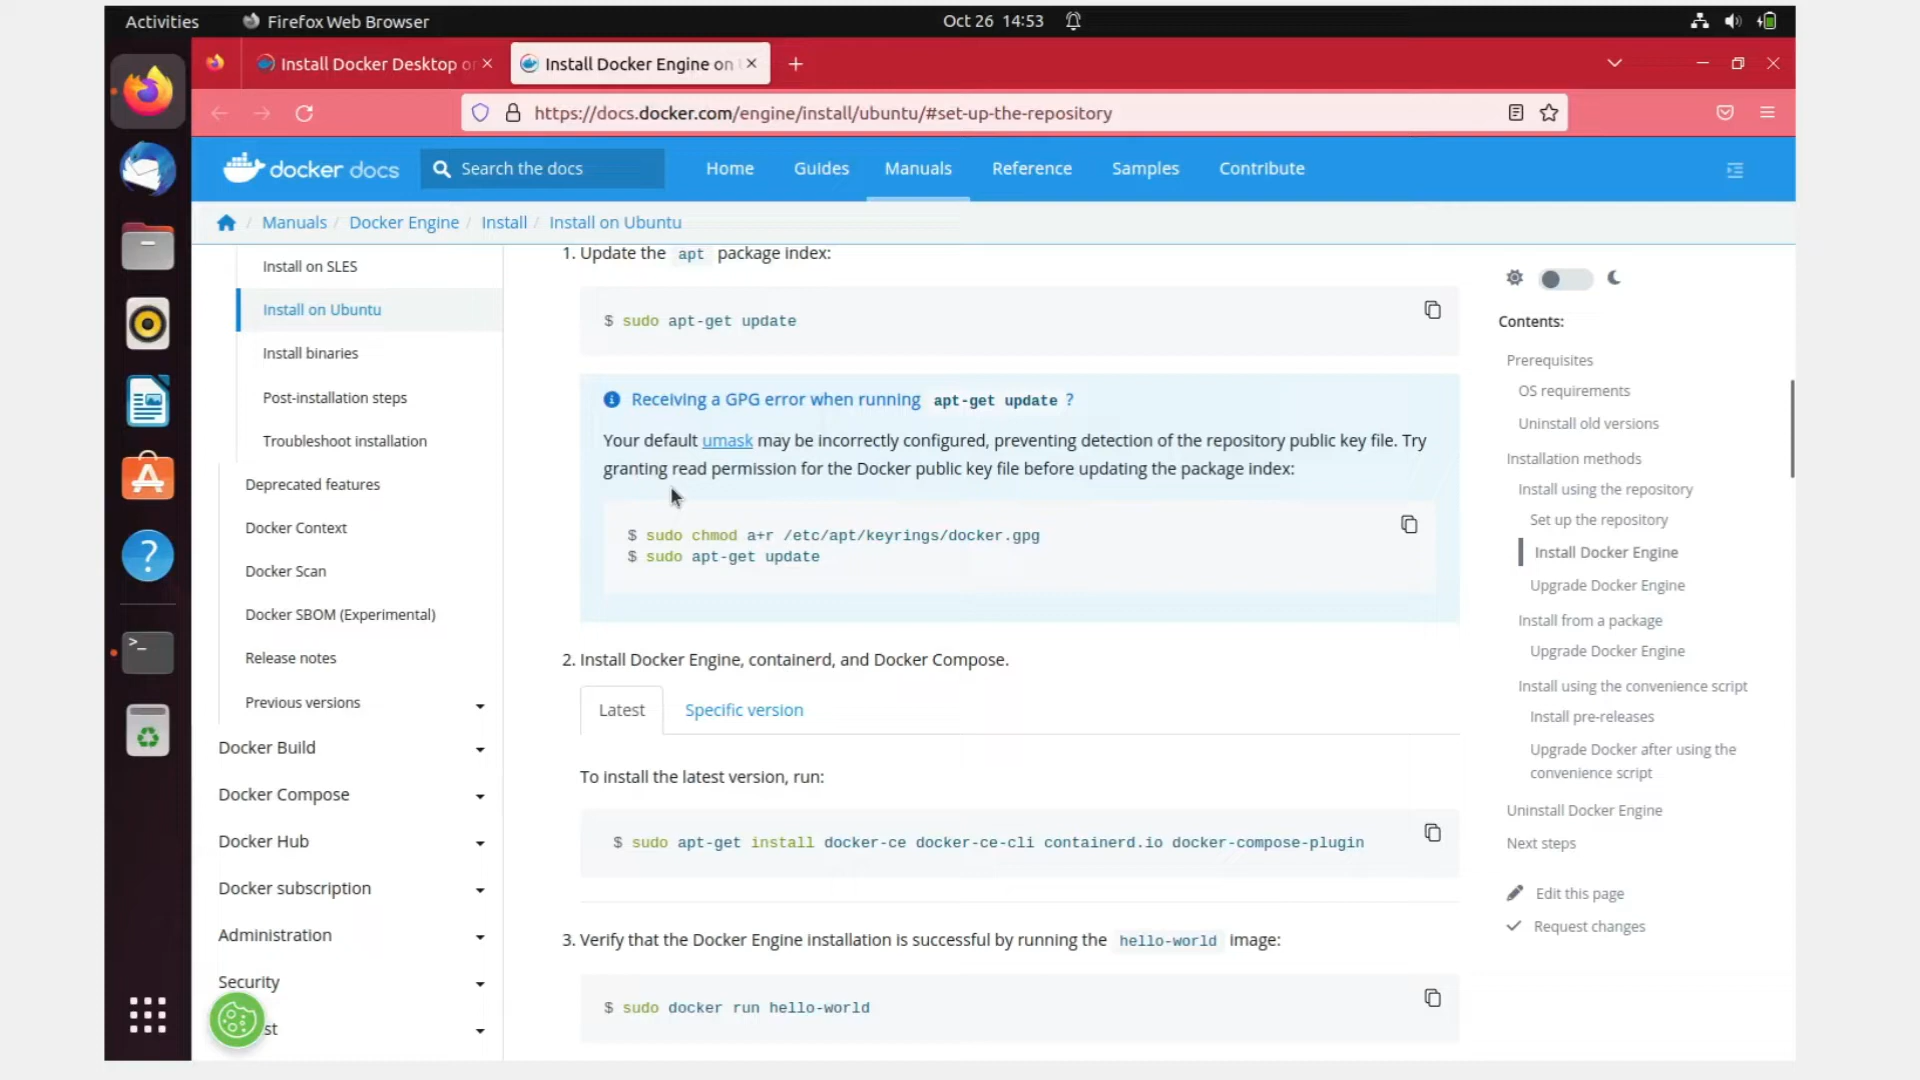 Activities
Firefox Web Browser
Oct 26 14:53
Install Docker Desktop o
Install Docker Engine on
https://docs.docker.com/engine/install/ubuntu/#set-up-the-repository
docker docs
Search the docs
Home
Guides
Manuals
Reference
Samples
Contribute
Manuals / Docker Engine / Install / Install on Ubuntu
Install on SLES
Install on Ubuntu
Install binaries
Post-installation steps
Troubleshoot installation
Deprecated features
Docker Context
Docker Scan
Docker SBOM (Experimental)
Release notes
Previous versions
Docker Build
Docker Compose
Docker Hub
Docker subscription
Administration
Security
st
1. Update the apt package index:
$ sudo apt-get update
Receiving a GPG error when running apt-get update ?
Your default umask may be incorrectly configured, preventing detection of the repository public key file. Try
granting read permission for the Docker public key file before updating the package index:
$ sudo chmod a+r /etc/apt/keyrings/docker.gpg
$ sudo apt-get update
2. Install Docker Engine, containerd, and Docker Compose.
Latest
Specific version
To install the latest version, run:
$ sudo apt-get install docker-ce docker-ce-cli containerd.io docker-compose-plugin
3. Verify that the Docker Engine installation is successful by running the hello-world image:
$ sudo docker run hello-world
Contents:
Prerequisites
OS requirements
Uninstall old versions
Installation methods
Install using the repository
Set up the repository
Install Docker Engine
Upgrade Docker Engine
Install from a package
Upgrade Docker Engine
Install using the convenience script
Install pre-releases
Upgrade Docker after using the
convenience script
Uninstall Docker Engine
Next steps
Edit this page
Request changes